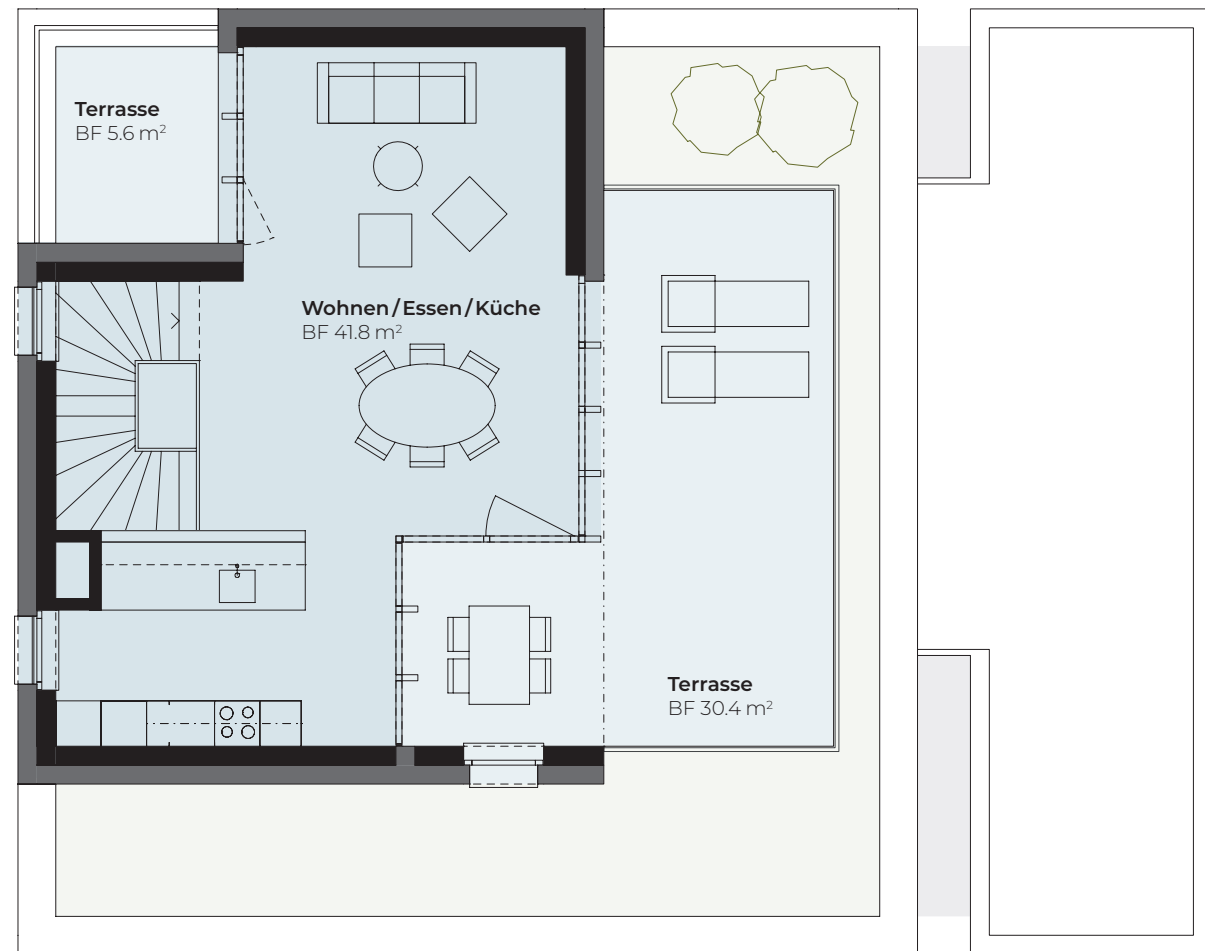 Terrasse
BF 5.6 m²
Wohnen/Essen/Küche
BF 41.8 m²
Terrasse
BF 30.4 m²